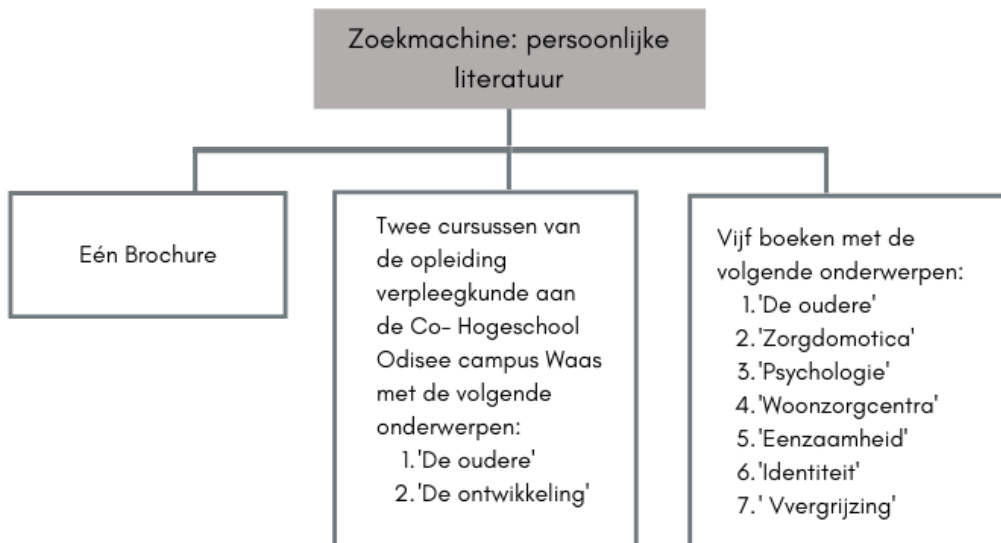 Zoekmachine: persoonlijke
literatuur
Eén Brochure
Twee cursussen van
de opleiding
verpleegkunde aan
de Co- Hogeschool
Odisee campus Waas
met de volgende
onderwerpen:
1. 'De oudere'
2. 'De ontwikkeling'
Vijf boeken met de
volgende onderwerpen:
1. 'De oudere'
2. 'Zorgdomotica'
3. 'Psychologie'
4. 'Woonzorgcentra'
5. 'Eenzaamheid'
6. 'Identiteit'
7. ' Vvergrijzing'